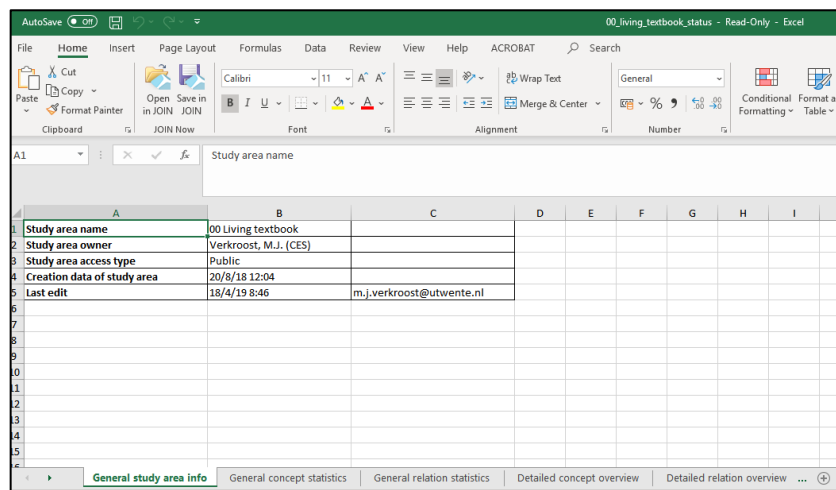 AutoSave Off 00_living_textbook_status - Read-Only - Excel
File Home Insert Page Layout Formulas Data Review View Help ACROBAT Search
Paste
Cut
Copy
Format Painter
Clipboard
Open in JOIN
Save in JOIN
JOIN Now
Calibri 11
B I U
Font
Wrap Text
Merge & Center
Alignment
General
Number
Conditional Formatting
Format a
Table
A1 fx Study area name
A B C D E F G H I
1 Study area name 00 Living textbook
2 Study area owner Verkroost, M.J. (CES)
3 Study area access type Public
4 Creation data of study area 20/8/18 12:04
5 Last edit 18/4/19 8:46 m.j.verkroost@utwente.nl
6
7
8
9
10
11
12
13
14
15
General study area info General concept statistics General relation statistics Detailed concept overview Detailed relation overview ...